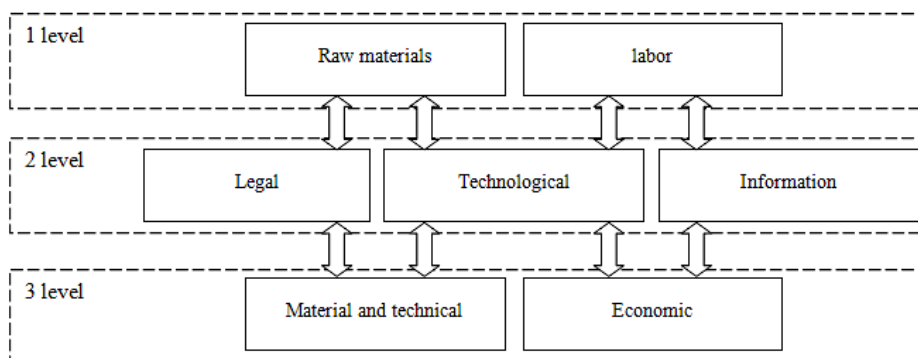 1 level
Raw materials
labor
2 level
Legal
Technological
Information
3 level
Material and technical
Economic